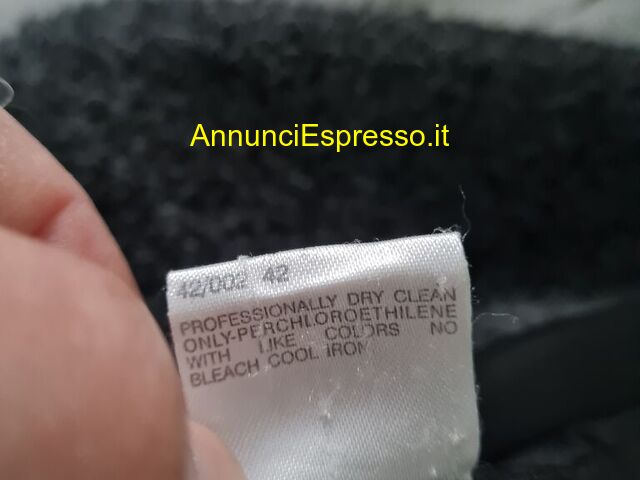 AnnunciEspresso.it
42/002 42
PROFESSIONALLY DRY CLEAN
ONLY-PERCHLOROETHILENE
WITH LIKE COLORS NO
BLEACH COOL IRON